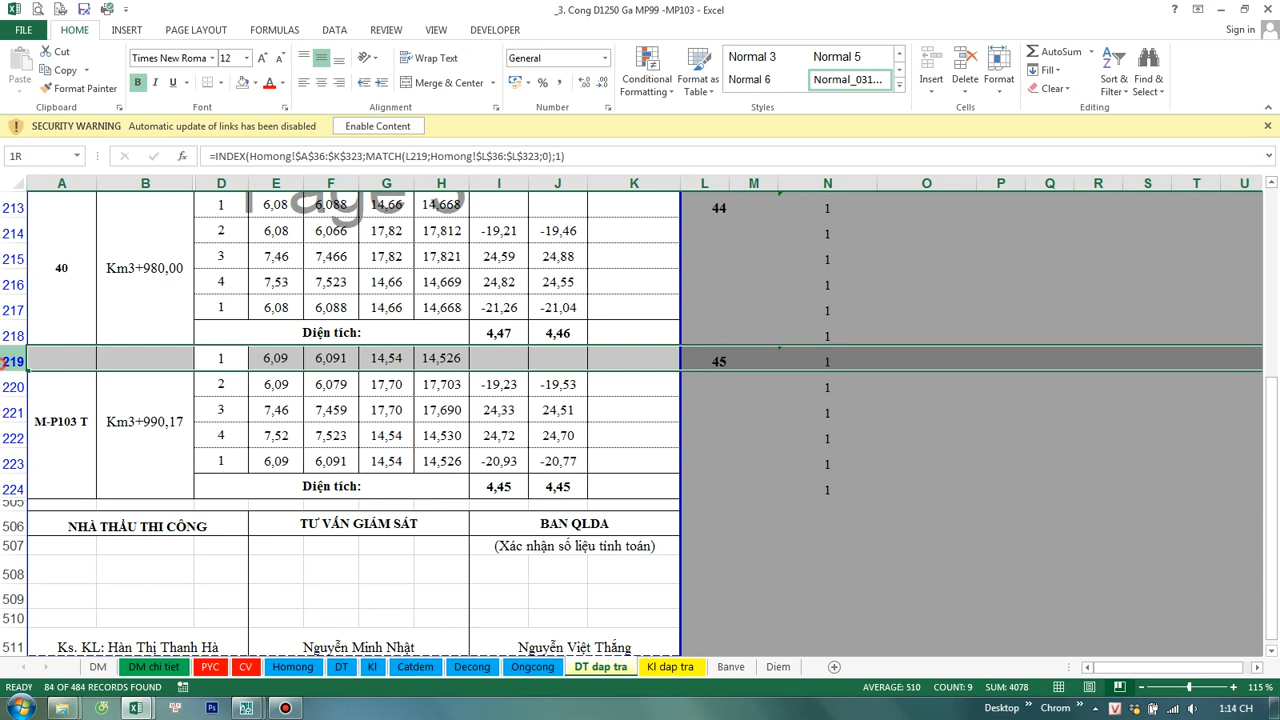 _3. Cong D1250 Ga MP99 -MP103 - Excel
FILE HOME INSERT PAGE LAYOUT FORMULAS DATA REVIEW VIEW DEVELOPER Sign in
Cut
Copy
Format Painter
Paste
Clipboard
Times New Roma 12
B I U
Font
Wrap Text
Merge & Center
Alignment
General
Number
Conditional Formatting
Format as Table
Normal 3 Normal 5
Normal 6 Normal_031...
Styles
Insert Delete Format
Cells
AutoSum
Fill
Clear
Sort & Filter
Find & Select
Editing
SECURITY WARNING Automatic update of links has been disabled Enable Content
1R =INDEX(Homong!$A$36:$K$323;MATCH(L219;Homong!$L$36:$L$323;0);1)
A B D E F G H I J K L M N O P Q R S T U
213 1 6,08 6,088 14,66 14,668 44 1
214 2 6,08 6,066 17,82 17,812 -19,21 -19,46 1
215 3 7,46 7,466 17,82 17,821 24,59 24,88 1
40 Km3+980,00
216 4 7,53 7,523 14,66 14,669 24,82 24,55 1
217 1 6,08 6,088 14,66 14,668 -21,26 -21,04 1
218 Diện tích: 4,47 4,46 1
219 1 6,09 6,091 14,54 14,526 45 1
220 2 6,09 6,079 17,70 17,703 -19,23 -19,53 1
221 3 7,46 7,459 17,70 17,690 24,33 24,51 1
M-P103 T Km3+990,17
222 4 7,52 7,523 14,54 14,530 24,72 24,70 1
223 1 6,09 6,091 14,54 14,526 -20,93 -20,77 1
224 Diện tích: 4,45 4,45 1
505
506 NHÀ THẦU THI CÔNG TƯ VẤN GIÁM SÁT BAN QLDA
507 (Xác nhận số liệu tính toán)
508
509
510
511 Ks. KL: Hàn Thị Thanh Hà Nguyễn Minh Nhật Nguyễn Việt Thắng
DM DM chi tiet PYC CV Homong DT Kl Catdem Decong Ongcong DT dap tra Kl dap tra Banve Diem
READY 84 OF 484 RECORDS FOUND AVERAGE: 510 COUNT: 9 SUM: 4078 115 %
Desktop Chrom 1:14 CH